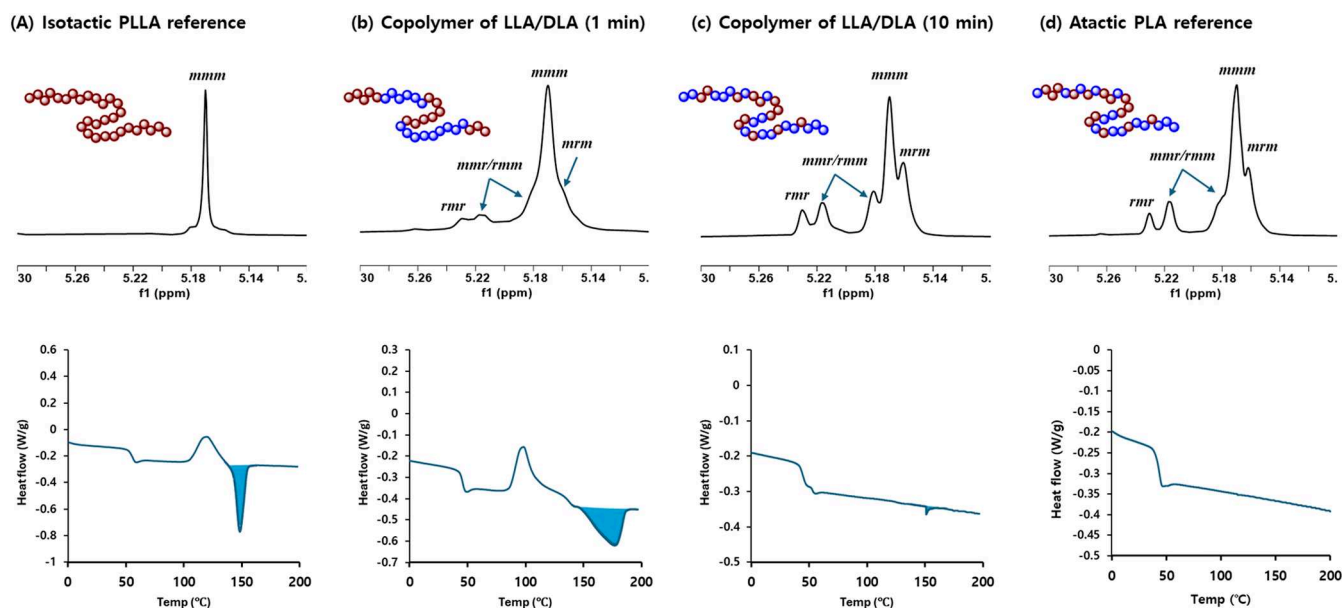 (A) Isotactic PLLA reference
(b) Copolymer of LLA/DLA (1 min)
(c) Copolymer of LLA/DLA (10 min)
(d) Atactic PLA reference
mmm
mmm
mrm
mmr/rmm
rmr
mmm
mrm
mmr/rmm
rmr
mmm
mrm
mmr/rmm
rmr
30 5.26 5.22 5.18 5.
f1 (ppm)
30 5.26 5.22 5.18 5.
f1 (ppm)
30 5.26 5.22 5.18 5.
f1 (ppm)
30 5.26 5.22 5.18 5.
f1 (ppm)
Heat flow (W/g)
0.6
0.4
0.2
0
-0.2
-0.4
-0.6
-0.8
-1
0 50 100 150 200
Temp (℃)
Heat flow (W/g)
0.3
0.2
0.1
0
-0.1
-0.2
-0.3
-0.4
-0.5
-0.6
-0.7
0 50 100 150 200
Temp (℃)
Heat flow (W/g)
0.1
0
-0.1
-0.2
-0.3
-0.4
-0.5
0 50 100 150 200
Temp (℃)
Heat flow (W/g)
0
-0.05
-0.1
-0.15
-0.2
-0.25
-0.3
-0.35
-0.4
-0.45
-0.5
0 50 100 150 200
Temp (℃)